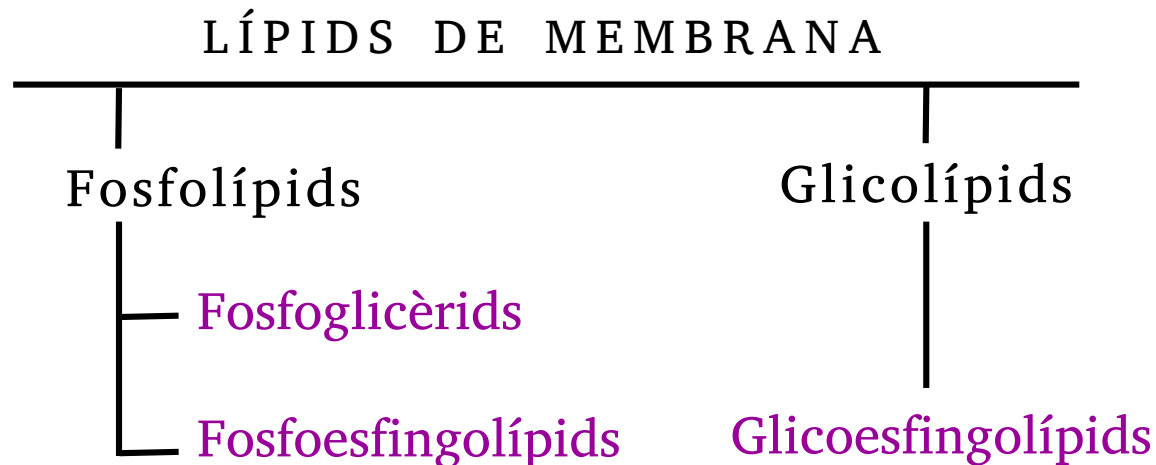 LÍPIDS DE MEMBRANA
Fosfolípids
Glicolípids
Fosfoglicèrids
Fosfoesfingolípids
Glicoesfingolípids